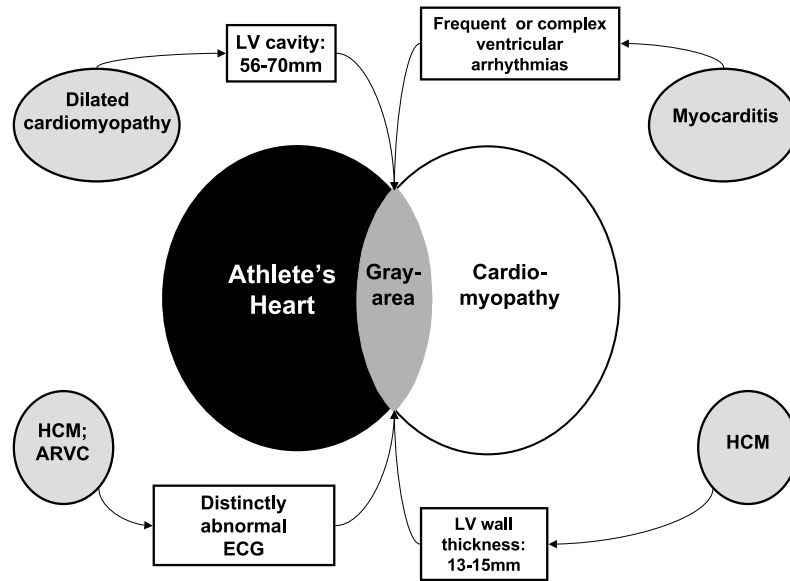 LV cavity:
56-70mm
Frequent or complex
ventricular
arrhythmias
Dilated
cardiomyopathy
Myocarditis
Athlete’s
Heart
Gray-
area
Cardio-
myopathy
HCM;
ARVC
HCM
Distinctly
abnormal
ECG
LV wall
thickness:
13-15mm